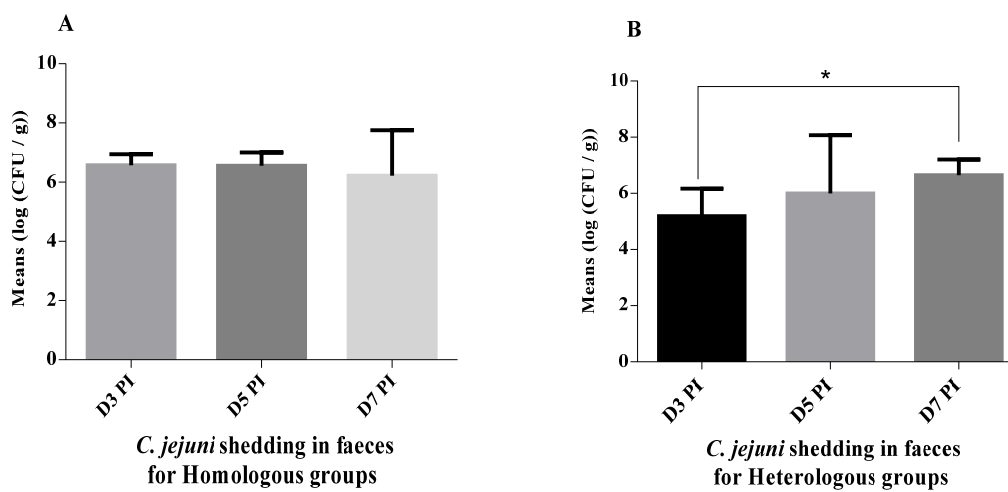 A
Means (log (CFU / g))
10
8
6
4
2
0
D3 PI
D5 PI
D7 PI
C. jejuni shedding in faeces
for Homologous groups
B
Means (log (CFU / g))
10
8
6
4
2
0
*
D3 PI
D5 PI
D7 PI
C. jejuni shedding in faeces
for Heterologous groups